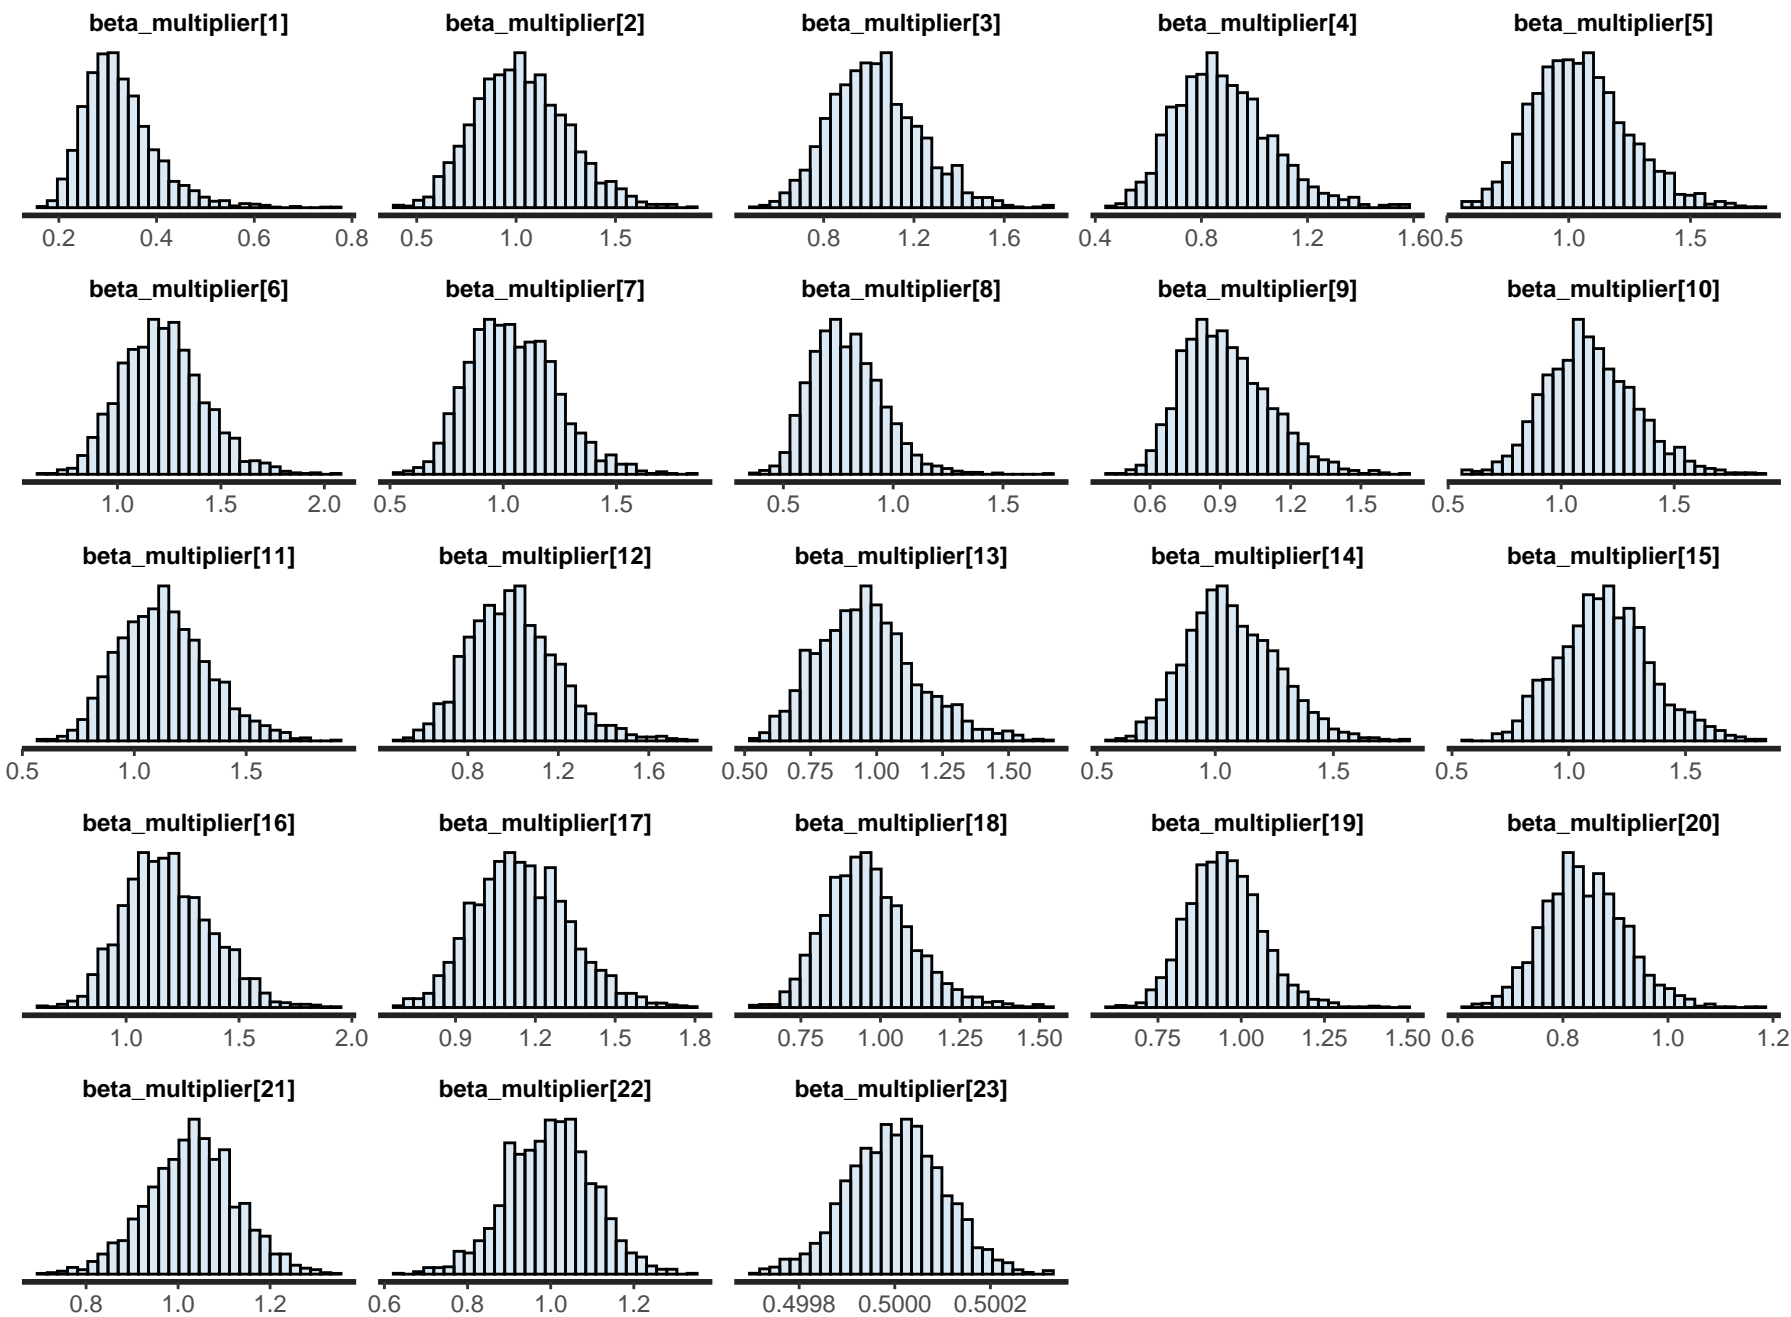 beta_multiplier[1] beta_multiplier[2] beta_multiplier[3] beta_multiplier[4] beta_multiplier[5]
0.2 0.4 0.6 0.8 0.5 1.0 1.5 0.8 1.2 1.6 0.4 0.8 1.2 1.6 0.5 1.0 1.5
beta_multiplier[6] beta_multiplier[7] beta_multiplier[8] beta_multiplier[9] beta_multiplier[10]
1.0 1.5 2.0 0.5 1.0 1.5 0.5 1.0 1.5 0.6 0.9 1.2 1.5 0.5 1.0 1.5
beta_multiplier[11] beta_multiplier[12] beta_multiplier[13] beta_multiplier[14] beta_multiplier[15]
0.5 1.0 1.5 0.8 1.2 1.6 0.50 0.75 1.00 1.25 1.50 0.5 1.0 1.5 0.5 1.0 1.5
beta_multiplier[16] beta_multiplier[17] beta_multiplier[18] beta_multiplier[19] beta_multiplier[20]
1.0 1.5 2.0 0.9 1.2 1.5 1.8 0.75 1.00 1.25 1.50 0.75 1.00 1.25 1.50 0.6 0.8 1.0 1.2
beta_multiplier[21] beta_multiplier[22] beta_multiplier[23]
0.8 1.0 1.2 0.6 0.8 1.0 1.2 0.4998 0.5000 0.5002